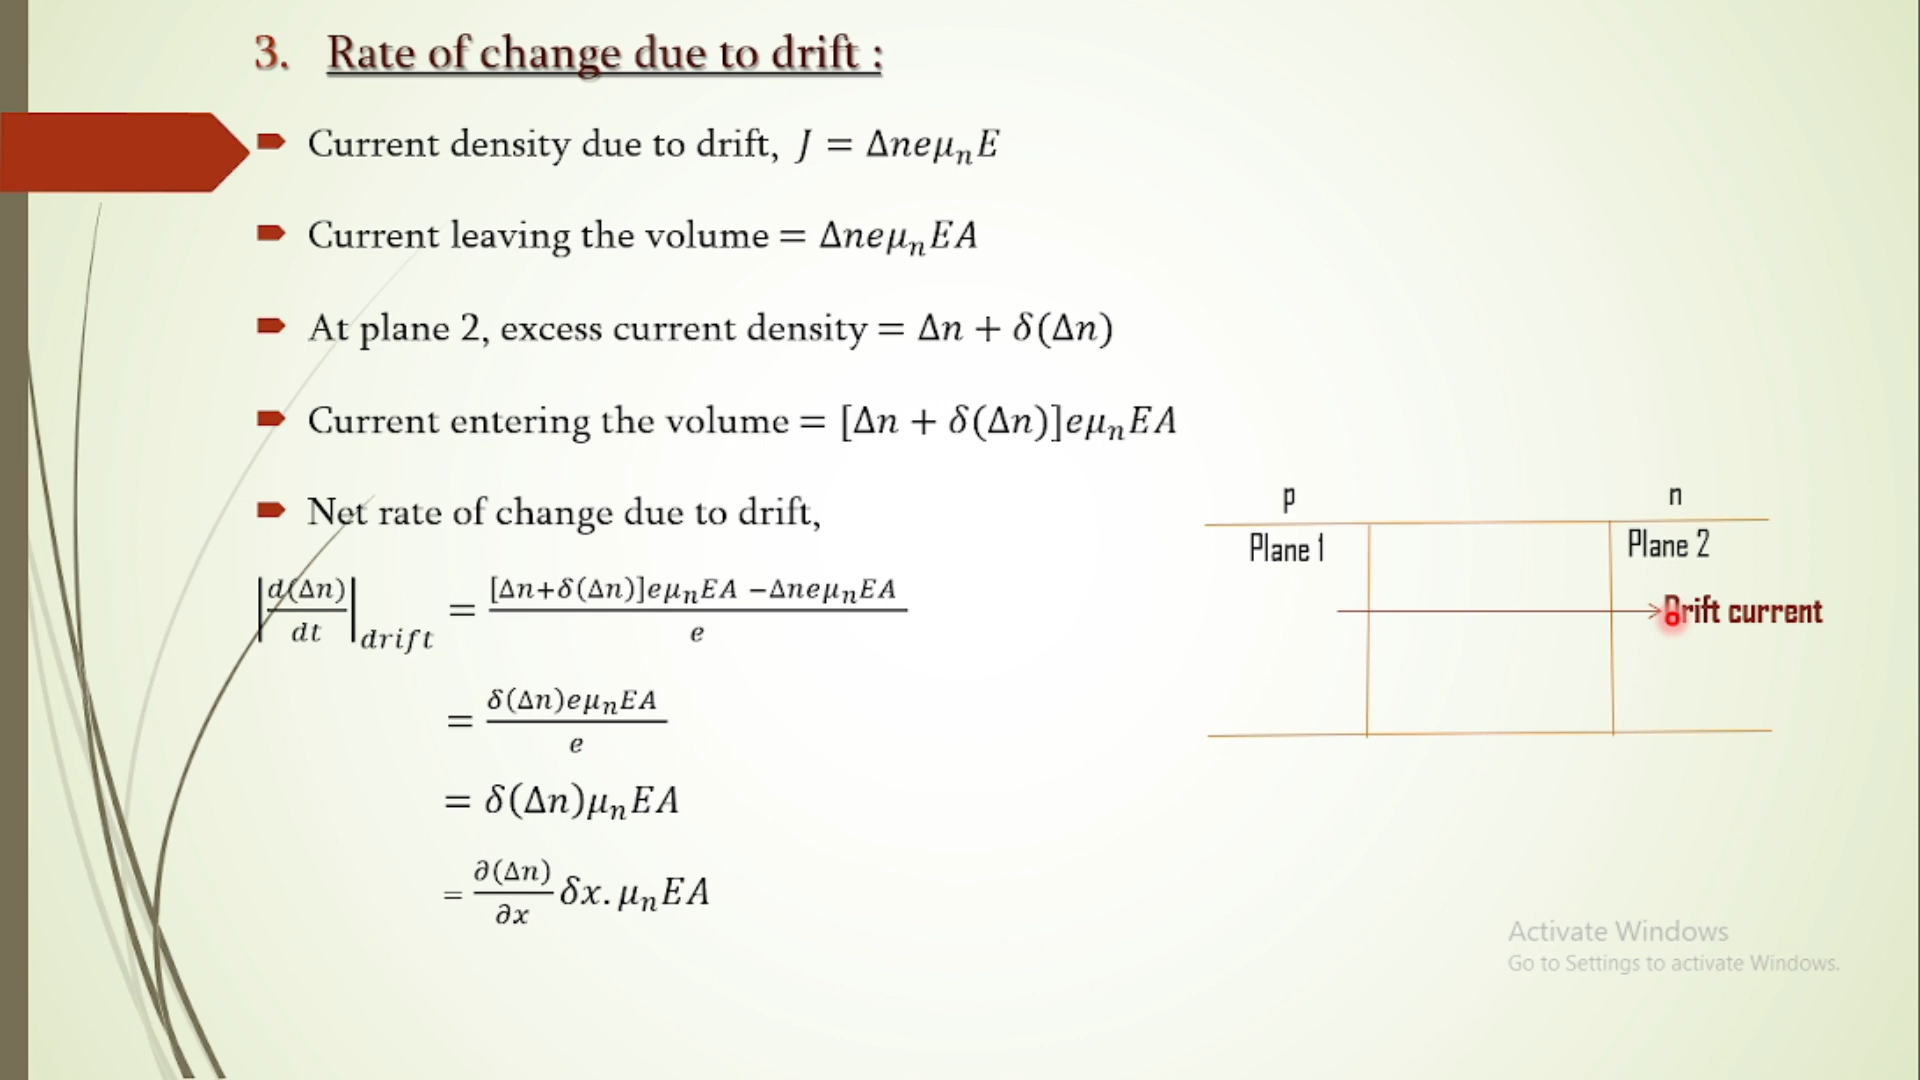 3. Rate of change due to drift :
Current density due to drift, J = Δneμ_nE
Current leaving the volume = Δneμ_nEA
At plane 2, excess current density = Δn + δ(Δn)
Current entering the volume = [Δn + δ(Δn)]eμ_nEA
Net rate of change due to drift,
|d(Δn)/dt|_drift = ([Δn+δ(Δn)]eμ_nEA −Δneμ_nEA)/e
= δ(Δn)eμ_nEA/e
= δ(Δn)μ_nEA
= ∂(Δn)/∂x δx. μ_nEA
p n
Plane 1 Plane 2
Drift current
Activate Windows
Go to Settings to activate Windows.